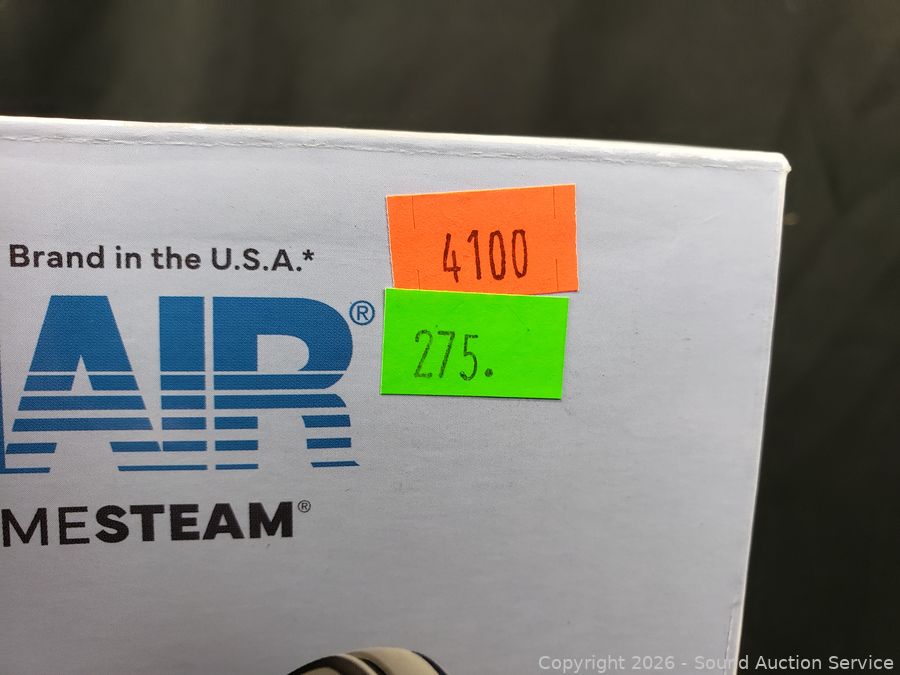 4100
Brand in the U.S.A.*
AIR®
275.
MESTEAM®
Copyright 2026 - Sound Auction Service